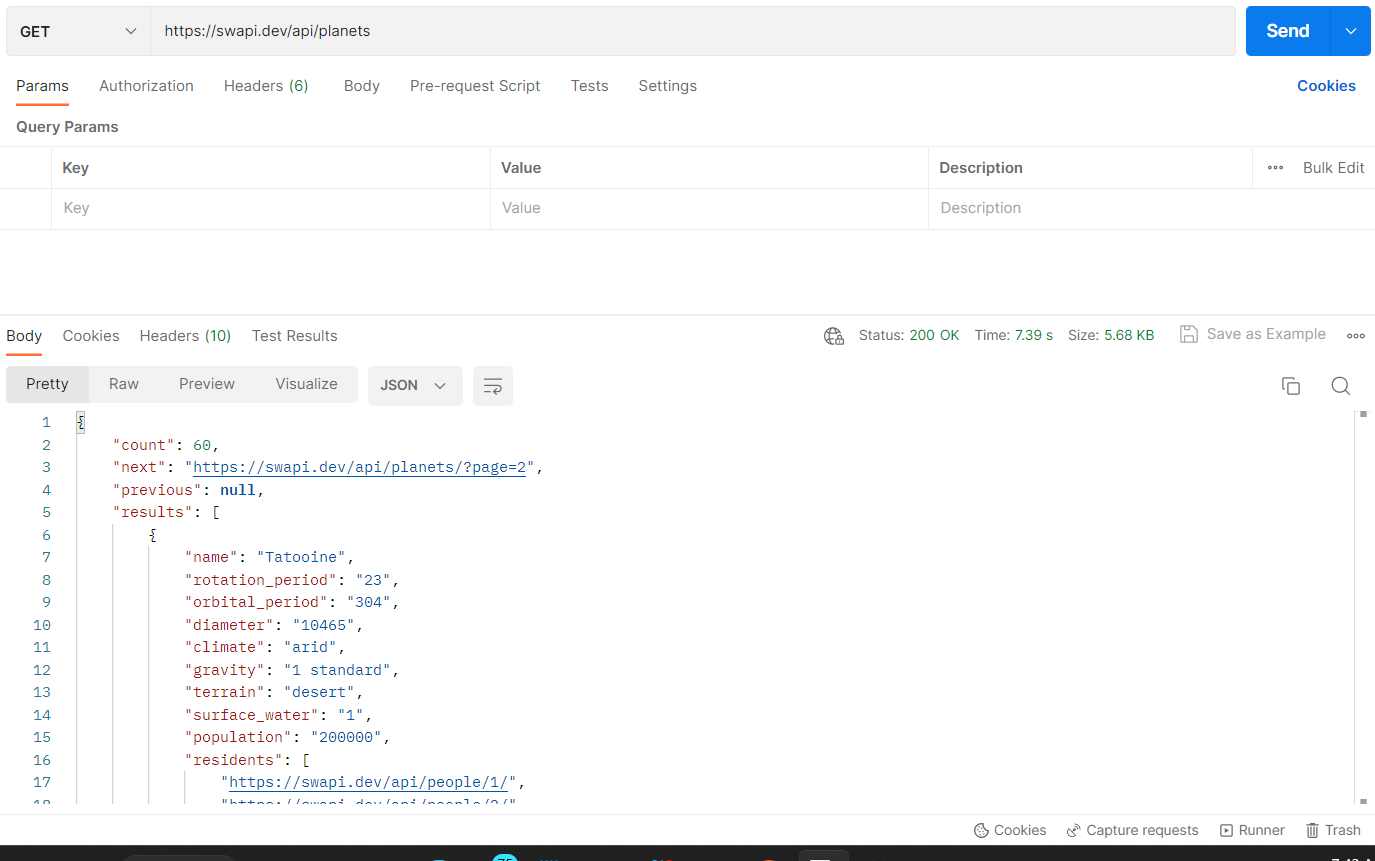 GET https://swapi.dev/api/planets Send
Params Authorization Headers (6) Body Pre-request Script Tests Settings Cookies
Query Params
Key Value Description Bulk Edit
Key Value Description
Body Cookies Headers (10) Test Results Status: 200 OK Time: 7.39 s Size: 5.68 KB Save as Example
Pretty Raw Preview Visualize JSON
1 {
2 "count": 60,
3 "next": "https://swapi.dev/api/planets/?page=2",
4 "previous": null,
5 "results": [
6 {
7 "name": "Tatooine",
8 "rotation_period": "23",
9 "orbital_period": "304",
10 "diameter": "10465",
11 "climate": "arid",
12 "gravity": "1 standard",
13 "terrain": "desert",
14 "surface_water": "1",
15 "population": "200000",
16 "residents": [
17 "https://swapi.dev/api/people/1/",
18 "https://swapi.dev/api/people/2/"
Cookies Capture requests Runner Trash